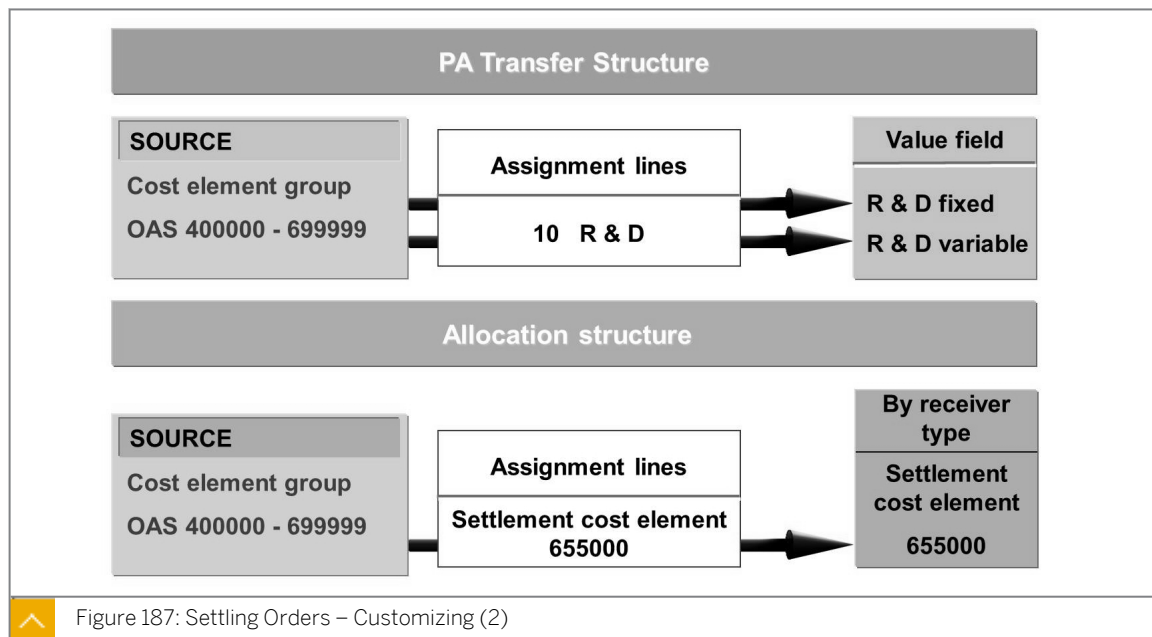 PA Transfer Structure
SOURCE
Cost element group
OAS 400000 - 699999
Assignment lines
10 R & D
Value field
R & D fixed
R & D variable
Allocation structure
SOURCE
Cost element group
OAS 400000 - 699999
Assignment lines
Settlement cost element
655000
By receiver
type
Settlement
cost element
655000
Figure 187: Settling Orders – Customizing (2)